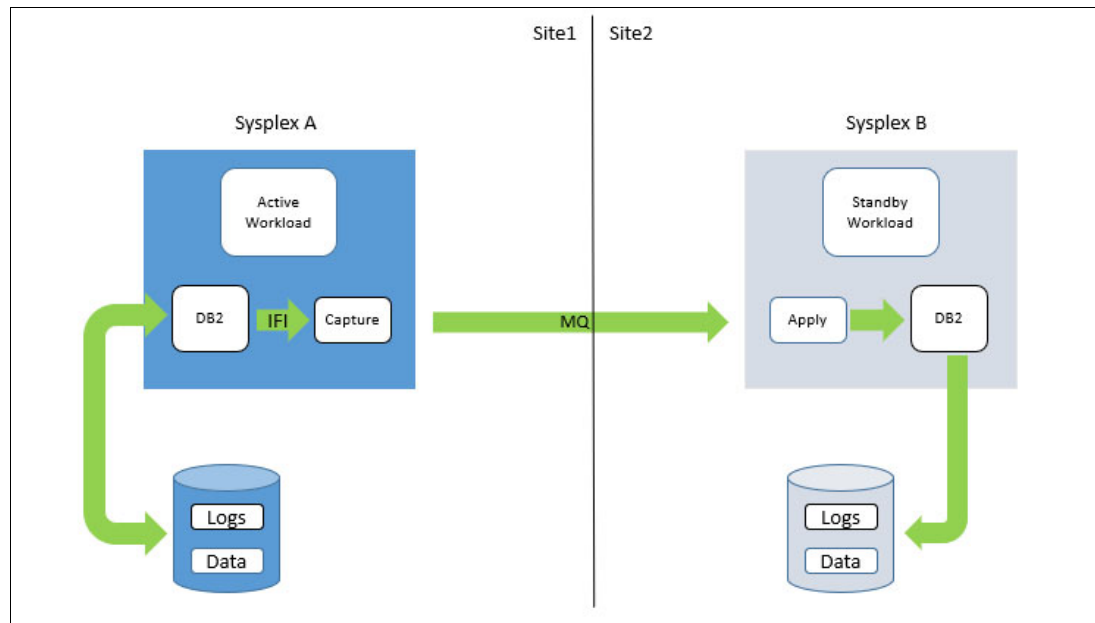 Site1
Site2
Sysplex A
Sysplex B
Active
Workload
Standby
Workload
DB2
IFI
Capture
MQ
Apply
DB2
Logs
Data
Logs
Data